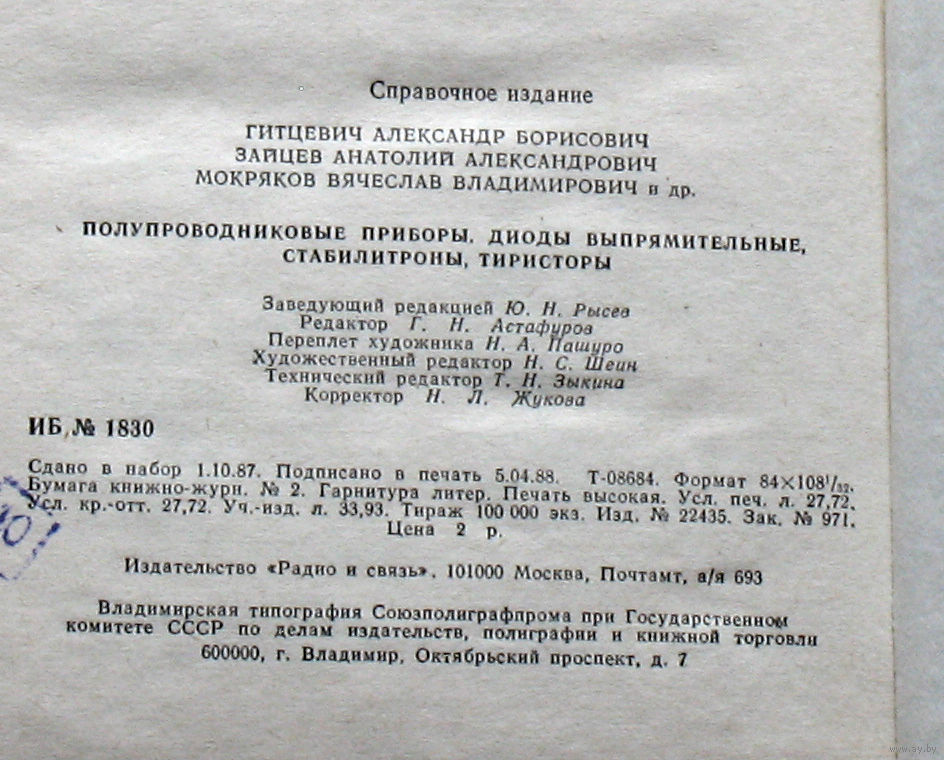 Справочное издание
ГИТЦЕВИЧ АЛЕКСАНДР БОРИСОВИЧ
ЗАЙЦЕВ АНАТОЛИЙ АЛЕКСАНДРОВИЧ
МОКРЯКОВ ВЯЧЕСЛАВ ВЛАДИМИРОВИЧ и др.
ПОЛУПРОВОДНИКОВЫЕ ПРИБОРЫ. ДИОДЫ ВЫПРЯМИТЕЛЬНЫЕ,
СТАБИЛИТРОНЫ, ТИРИСТОРЫ
Заведующий редакцией Ю. Н. Рысев
Редактор Г. Н. Астафуров
Переплет художника Н. А. Пашуро
Художественный редактор Н. С. Шеин
Технический редактор Т. Н. Зыкина
Корректор Н. Л. Жукова
ИБ № 1830
Сдано в набор 1.10.87. Подписано в печать 5.04.88. Т-08684. Формат 84×108¹/₃₂.
Бумага книжно-журн. № 2. Гарнитура литер. Печать высокая. Усл. печ. л. 27,72.
Усл. кр.-отт. 27,72. Уч.-изд. л. 33,93. Тираж 100 000 экз. Изд. № 22435. Зак. № 971.
Цена 2 р.
Издательство «Радио и связь». 101000 Москва, Почтамт, а/я 693
Владимирская типография Союзполиграфпрома при Государственном
комитете СССР по делам издательств, полиграфии и книжной торговли
600000, г. Владимир, Октябрьский проспект, д. 7
www.ay.by